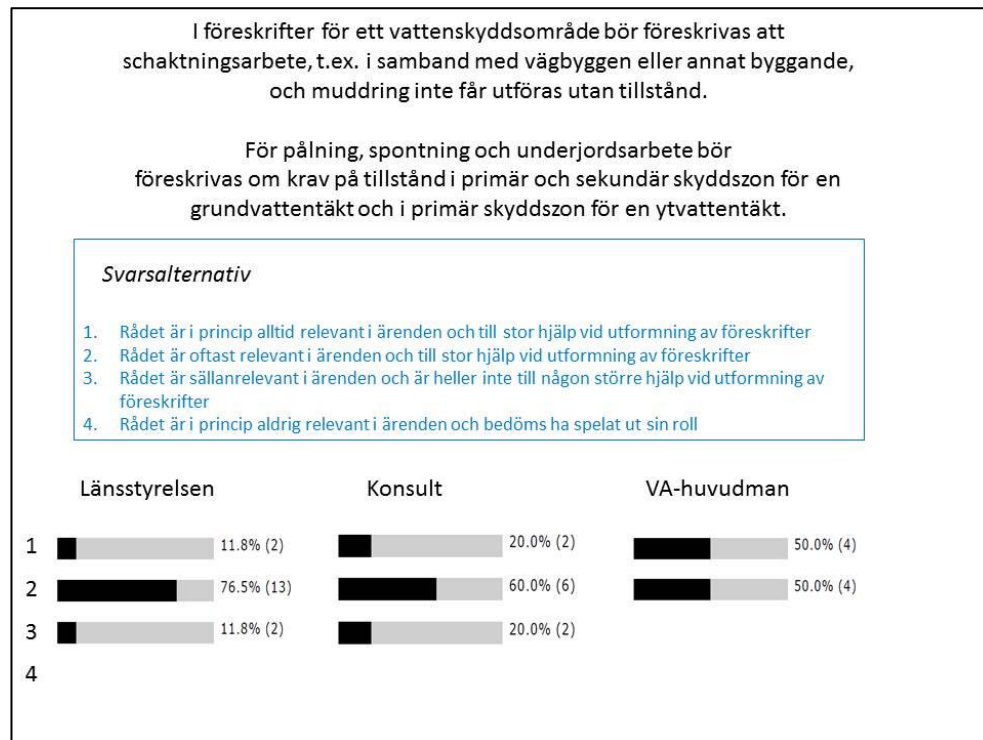 I föreskrifter för ett vattenskyddsområde bör föreskrivas att
schaktningsarbete, t.ex. i samband med vägbyggen eller annat byggande,
och muddring inte får utföras utan tillstånd.
För pålning, spontning och underjordsarbete bör
föreskrivas om krav på tillstånd i primär och sekundär skyddszon för en
grundvattentäkt och i primär skyddszon för en ytvattentäkt.
Svarsalternativ
1. Rådet är i princip alltid relevant i ärenden och till stor hjälp vid utformning av föreskrifter
2. Rådet är oftast relevant i ärenden och till stor hjälp vid utformning av föreskrifter
3. Rådet är sällanrelevant i ärenden och är heller inte till någon större hjälp vid utformning av
föreskrifter
4. Rådet är i princip aldrig relevant i ärenden och bedöms ha spelat ut sin roll
Länsstyrelsen Konsult VA-huvudman
1 11.8% (2) 20.0% (2) 50.0% (4)
2 76.5% (13) 60.0% (6) 50.0% (4)
3 11.8% (2) 20.0% (2)
4